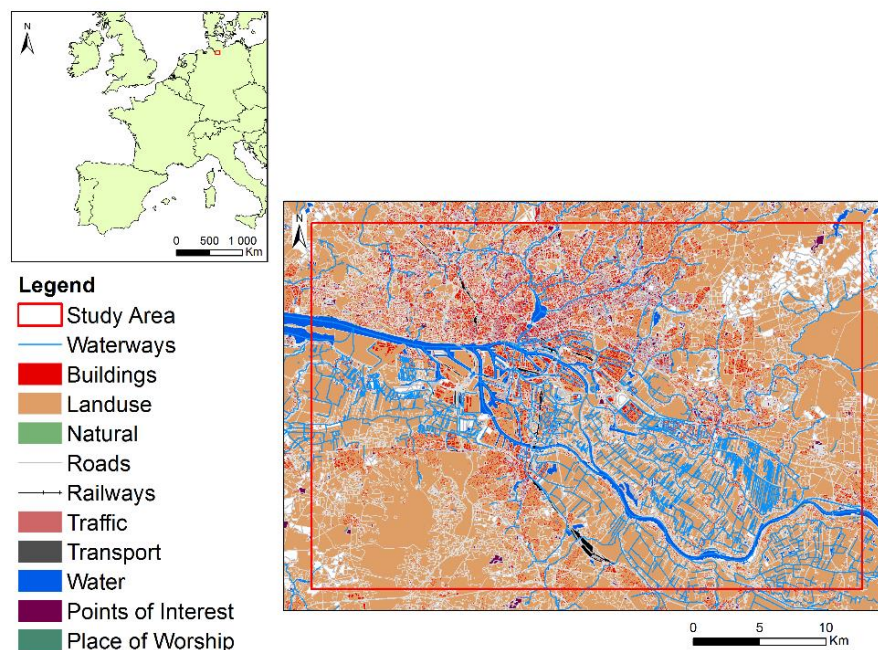 N
0 500 1 000
Km
Legend
Study Area
Waterways
Buildings
Landuse
Natural
Roads
Railways
Traffic
Transport
Water
Points of Interest
Place of Worship
N
0 5 10
Km